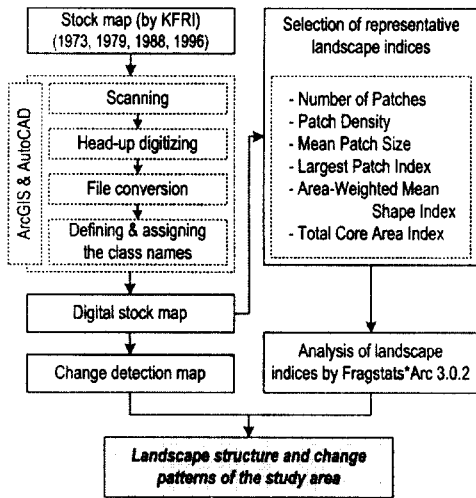 Stock map (by KFRI)
(1973, 1979, 1988, 1996)
ArcGIS & AutoCAD
Scanning
Head-up digitizing
File conversion
Defining & assigning
the class names
Digital stock map
Change detection map
Selection of representative
landscape indices
- Number of Patches
- Patch Density
- Mean Patch Size
- Largest Patch Index
- Area-Weighted Mean
Shape Index
- Total Core Area Index
Analysis of landscape
indices by Fragstats*Arc 3.0.2
Landscape structure and change
patterns of the study area